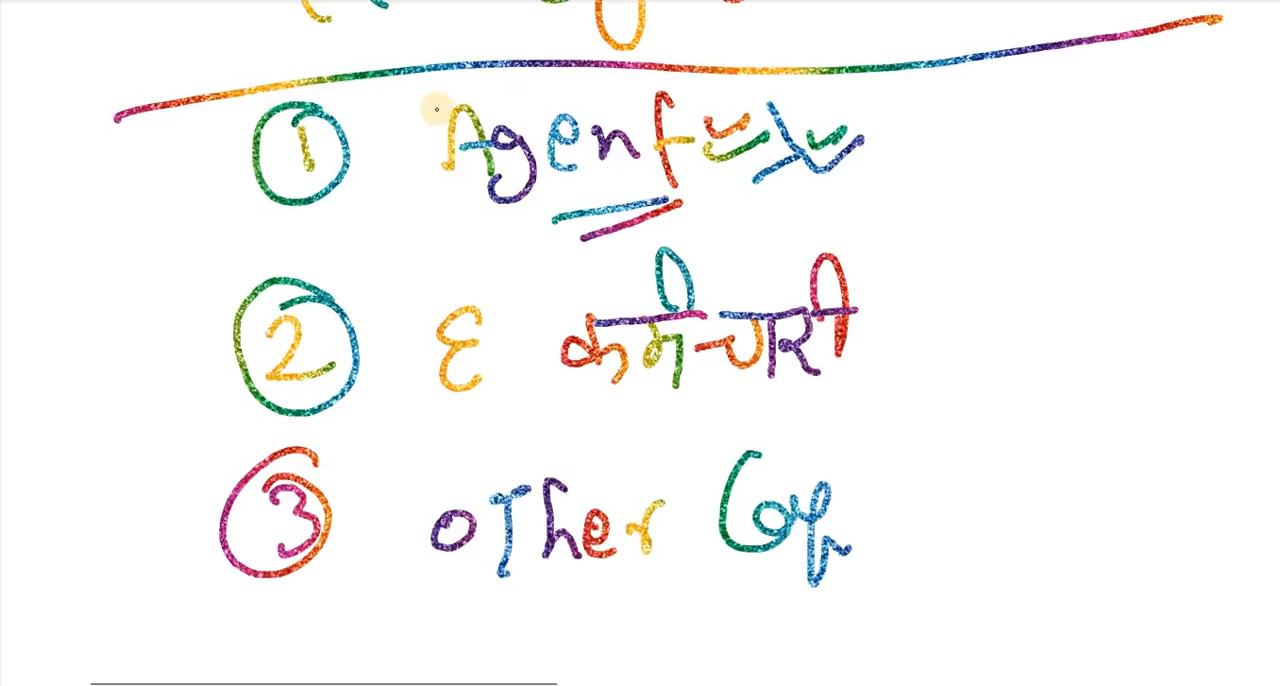 ① Agent
② ε कर्मचारी
③ other